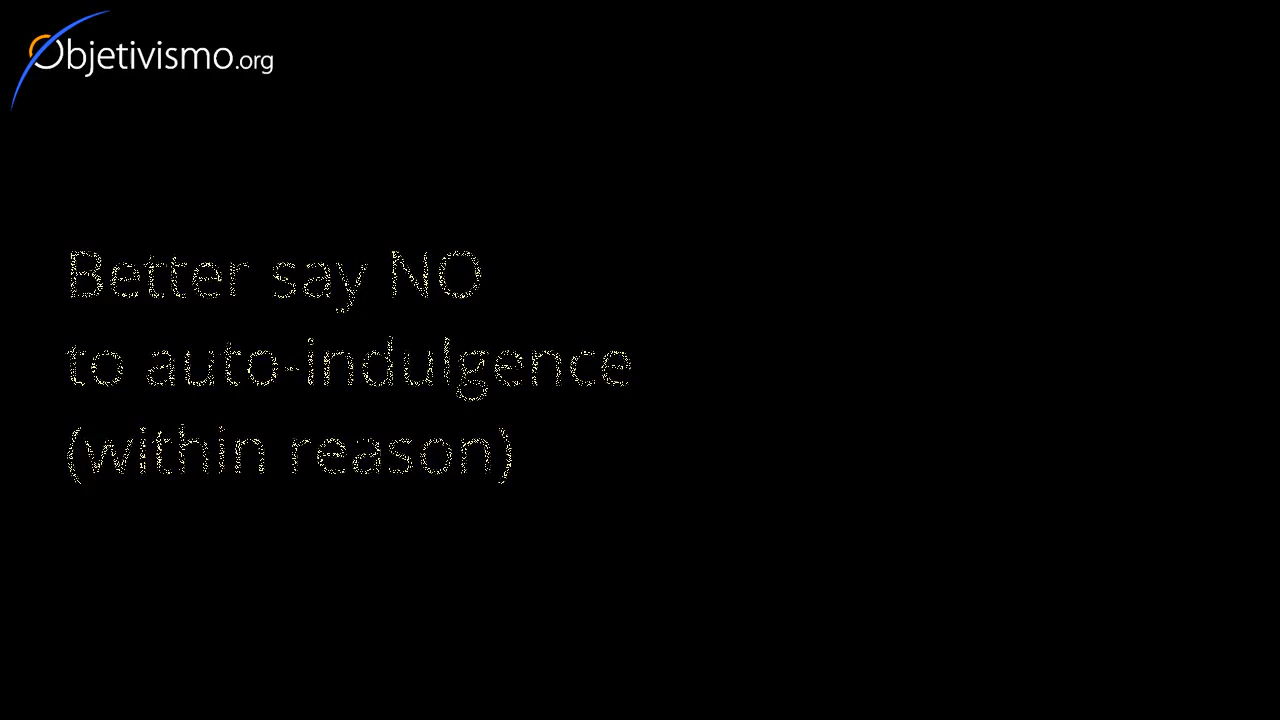 Objetivismo.org
Better say NO
to auto-indulgence
(within reason)